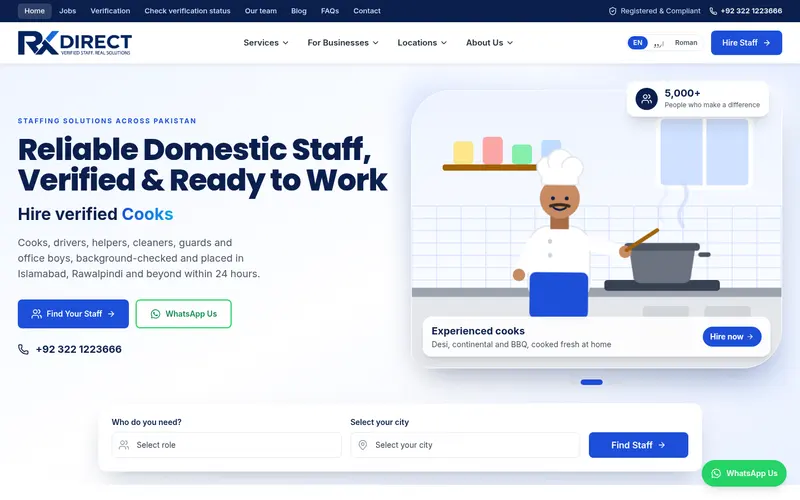 Home Jobs Verification Check verification status Our team Blog FAQs Contact Registered & Compliant +92 322 1223666
RX DIRECT
VERIFIED STAFF. REAL SOLUTIONS
Services For Businesses Locations About Us EN اردو Roman Hire Staff →
5,000+
People who make a difference
STAFFING SOLUTIONS ACROSS PAKISTAN
Reliable Domestic Staff,
Verified & Ready to Work
Hire verified Cooks
Cooks, drivers, helpers, cleaners, guards and
office boys, background-checked and placed in
Islamabad, Rawalpindi and beyond within 24 hours.
Find Your Staff → WhatsApp Us
+92 322 1223666
Experienced cooks
Desi, continental and BBQ, cooked fresh at home
Hire now →
Who do you need? Select your city
Select role Select your city Find Staff →
WhatsApp Us